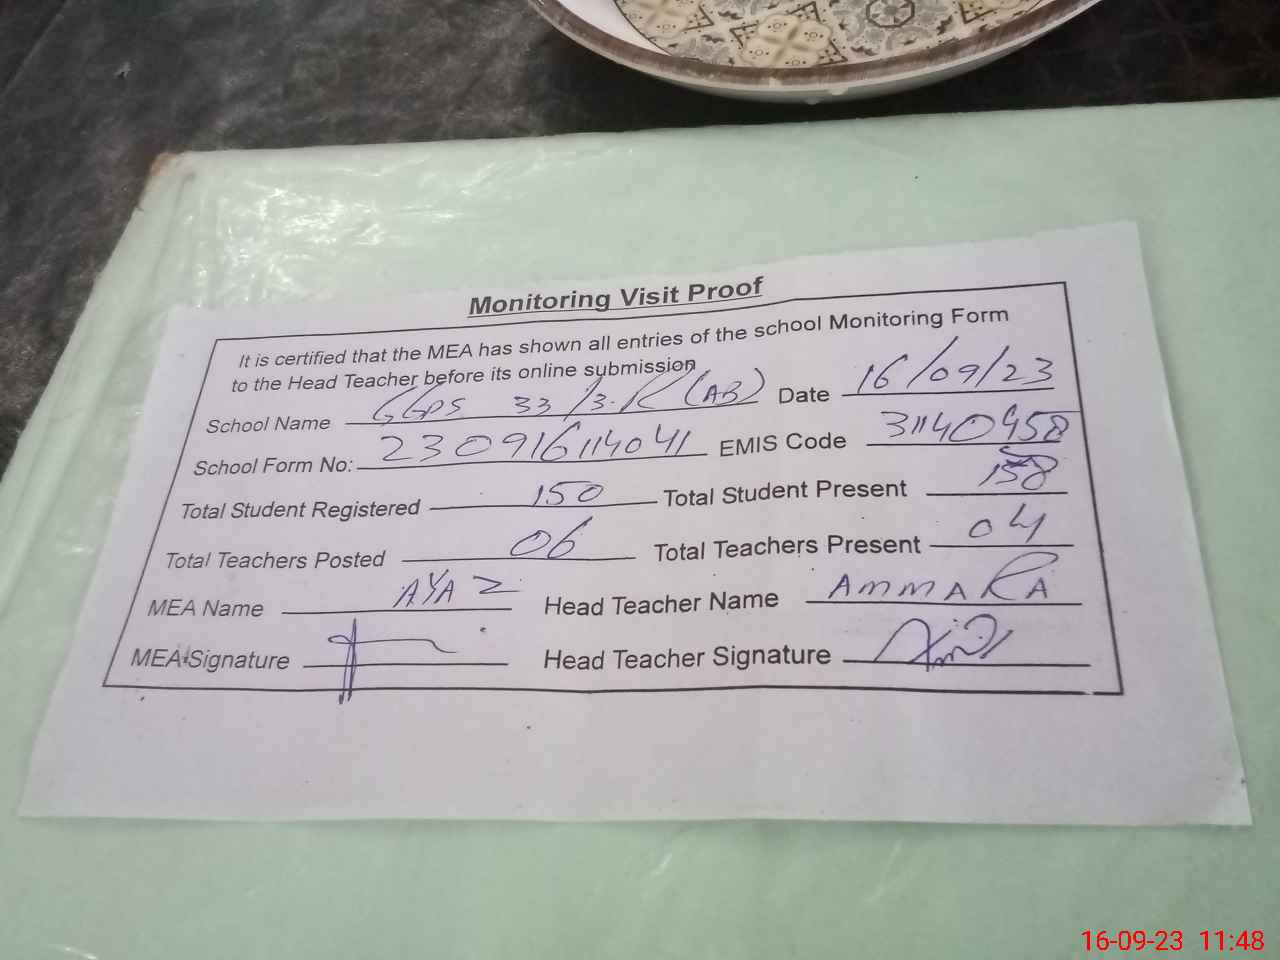 Monitoring Visit Proof
It is certified that the MEA has shown all entries of the school Monitoring Form
to the Head Teacher before its online submission
School Name GGPS 33/3.R (AB) Date 16/09/23
School Form No: 230916114041 EMIS Code 31140458
Total Student Registered 150 Total Student Present
Total Teachers Posted 06 Total Teachers Present 04
MEA Name AYAZ Head Teacher Name AMMARA
MEA Signature Head Teacher Signature
16-09-23 11:48